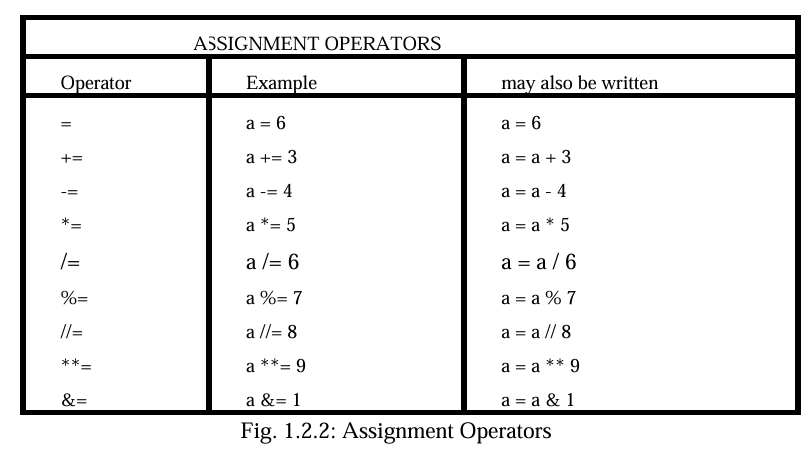 ASSIGNMENT OPERATORS
Operator Example may also be written
= a = 6 a = 6
+= a += 3 a = a + 3
-= a -= 4 a = a - 4
*= a *= 5 a = a * 5
/= a /= 6 a = a / 6
%= a %= 7 a = a % 7
//= a //= 8 a = a // 8
**= a **= 9 a = a ** 9
&= a &= 1 a = a & 1
Fig. 1.2.2: Assignment Operators